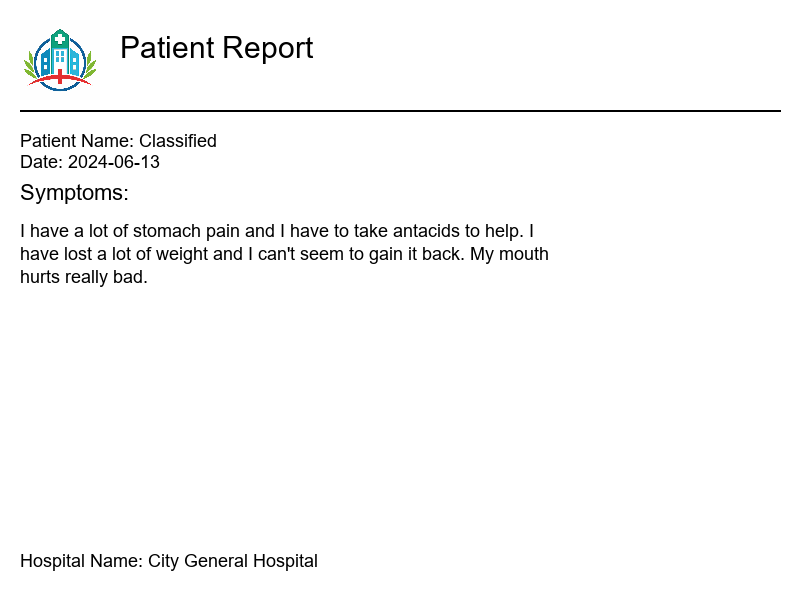 Patient Report
Patient Name: Classified
Date: 2024-06-13
Symptoms:
I have a lot of stomach pain and I have to take antacids to help. I
have lost a lot of weight and I can't seem to gain it back. My mouth
hurts really bad.
Hospital Name: City General Hospital